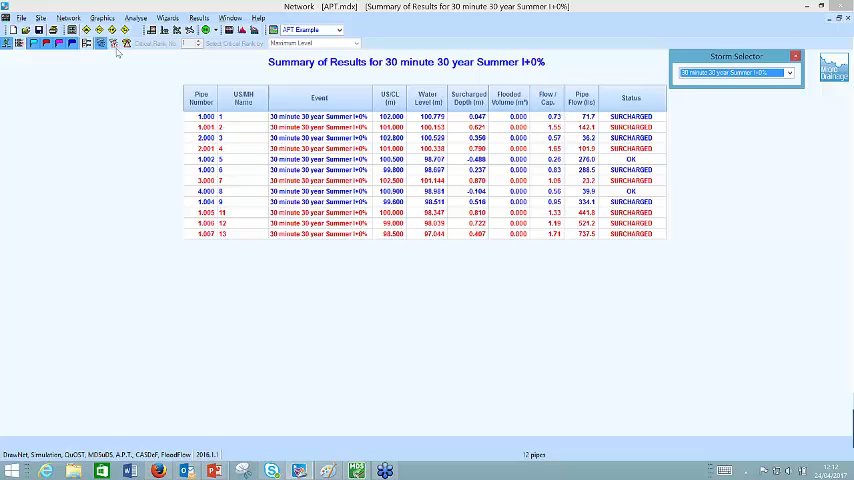 Network - [APT.mdx] - [Summary of Results for 30 minute 30 year Summer I+0%]
File Site Network Graphics Analyse Wizards Results Window Help
APT Example
Critical Rank No. 1 Select Critical Rank by Maximum Level
Summary of Results for 30 minute 30 year Summer I+0%
Storm Selector
30 minute 30 year Summer I+0%
Micro Drainage
Pipe Number US/MH Name Event US/CL (m) Water Level (m) Surcharged Depth (m) Flooded Volume (m³) Flow / Cap. Pipe Flow (l/s) Status
1.000 1 30 minute 30 year Summer I+0% 102.000 100.779 0.047 0.000 0.73 71.7 SURCHARGED
1.001 2 30 minute 30 year Summer I+0% 101.000 100.153 0.621 0.000 1.55 142.1 SURCHARGED
2.000 3 30 minute 30 year Summer I+0% 102.800 100.529 0.356 0.000 0.57 36.2 SURCHARGED
2.001 4 30 minute 30 year Summer I+0% 101.000 100.338 0.790 0.000 1.65 101.9 SURCHARGED
1.002 5 30 minute 30 year Summer I+0% 100.500 98.707 -0.488 0.000 0.26 276.0 OK
1.003 6 30 minute 30 year Summer I+0% 99.800 98.697 0.237 0.000 0.83 288.5 SURCHARGED
3.000 7 30 minute 30 year Summer I+0% 102.500 101.144 0.870 0.000 1.06 23.2 SURCHARGED
4.000 8 30 minute 30 year Summer I+0% 100.900 98.981 -0.104 0.000 0.56 39.9 OK
1.004 9 30 minute 30 year Summer I+0% 99.600 98.511 0.516 0.000 0.95 334.1 SURCHARGED
1.005 11 30 minute 30 year Summer I+0% 100.000 98.347 0.810 0.000 1.33 441.8 SURCHARGED
1.006 12 30 minute 30 year Summer I+0% 99.000 98.039 0.722 0.000 1.19 521.2 SURCHARGED
1.007 13 30 minute 30 year Summer I+0% 98.500 97.044 0.407 0.000 1.71 737.5 SURCHARGED
DrawNet, Simulation, QuOST, MDSuDS, A.P.T., CASDeF, FloodFlow 2016.1.1 12 pipes
MDS
12:12
24/04/2017